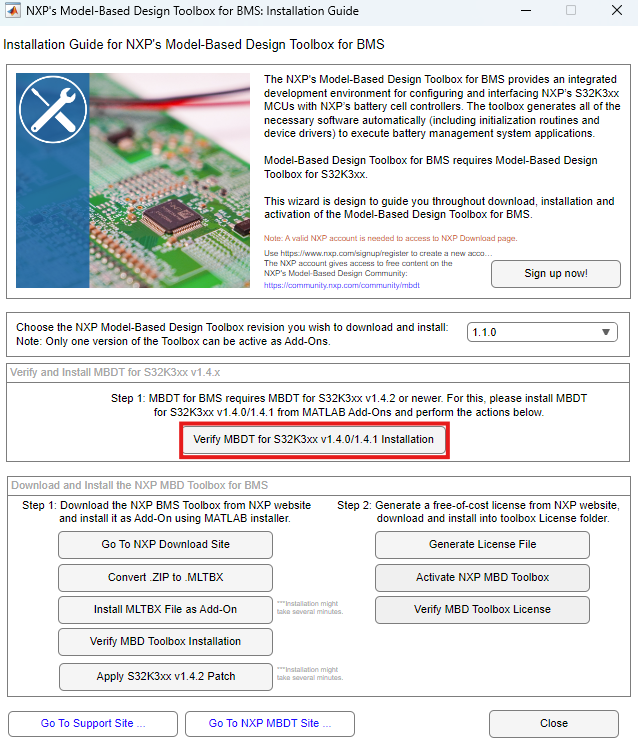 NXP's Model-Based Design Toolbox for BMS: Installation Guide
Installation Guide for NXP's Model-Based Design Toolbox for BMS
The NXP's Model-Based Design Toolbox for BMS provides an integrated
development environment for configuring and interfacing NXP's S32K3xx
MCUs with NXP's battery cell controllers. The toolbox generates all of the
necessary software automatically (including initialization routines and
device drivers) to execute battery management system applications.
Model-Based Design Toolbox for BMS requires Model-Based Design
Toolbox for S32K3xx.
This wizard is design to guide you throughout download, installation and
activation of the Model-Based Design Toolbox for BMS.
Note: A valid NXP account is needed to access to NXP Download page.
Use https://www.nxp.com/signup/register to create a new acco...
The NXP account gives access to free content on the
NXP's Model-Based Design Community:
https://community.nxp.com/community/mbdt
Sign up now!
Choose the NXP Model-Based Design Toolbox revision you wish to download and install:
Note: Only one version of the Toolbox can be active as Add-Ons.
1.1.0
Verify and Install MBDT for S32K3xx v1.4.x
Step 1: MBDT for BMS requires MBDT for S32K3xx v1.4.2 or newer. For this, please install MBDT
for S32K3xx v1.4.0/1.4.1 from MATLAB Add-Ons and perform the actions below.
Verify MBDT for S32K3xx v1.4.0/1.4.1 Installation
Download and Install the NXP MBD Toolbox for BMS
Step 1: Download the NXP BMS Toolbox from NXP website
and install it as Add-On using MATLAB installer.
Go To NXP Download Site
Convert .ZIP to .MLTBX
Install MLTBX File as Add-On
***Installation might
take several minutes.
Verify MBD Toolbox Installation
Apply S32K3xx v1.4.2 Patch
***Installation might
take several minutes.
Step 2: Generate a free-of-cost license from NXP website,
download and install into toolbox License folder.
Generate License File
Activate NXP MBD Toolbox
Verify MBD Toolbox License
Go To Support Site ...
Go To NXP MBDT Site ...
Close